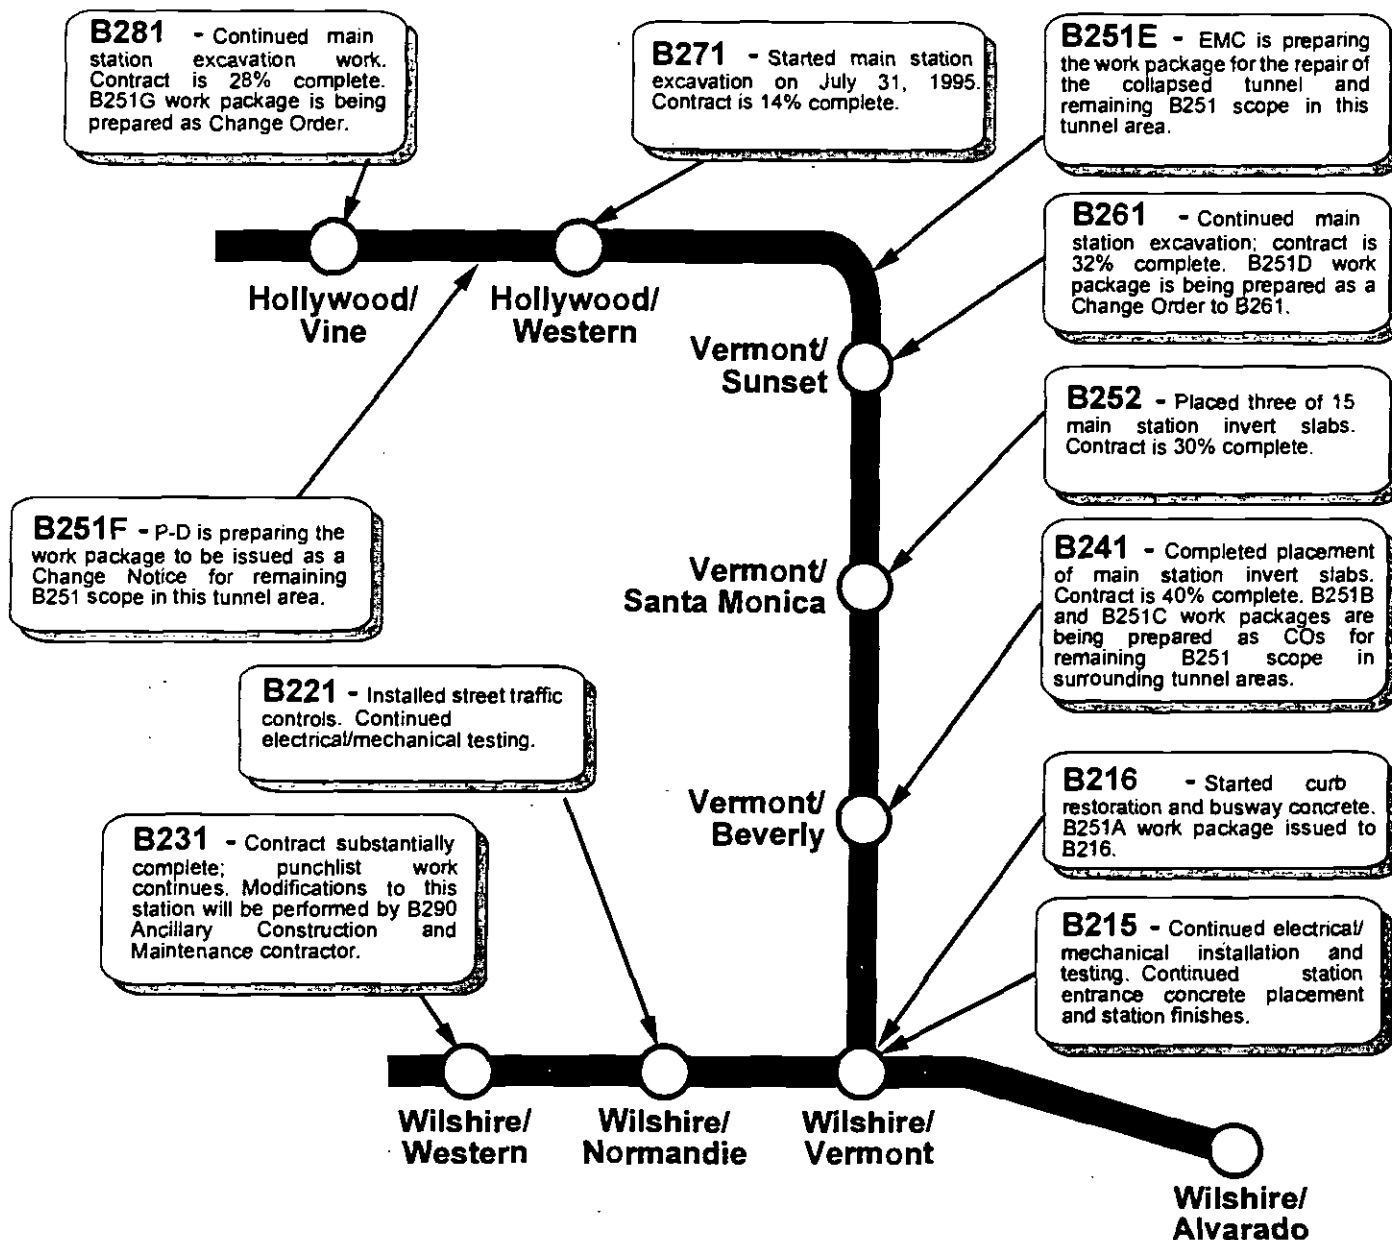 B281 - Continued main
station excavation work.
Contract is 28% complete.
B251G work package is being
prepared as Change Order.
B271 - Started main station
excavation on July 31, 1995.
Contract is 14% complete.
B251E - EMC is preparing
the work package for the repair of
the collapsed tunnel and
remaining B251 scope in this
tunnel area.
B261 - Continued main
station excavation; contract is
32% complete. B251D work
package is being prepared as a
Change Order to B261.
Hollywood/
Vine
Hollywood/
Western
Vermont/
Sunset
B252 - Placed three of 15
main station invert slabs.
Contract is 30% complete.
B251F - P-D is preparing the
work package to be issued as a
Change Notice for remaining
B251 scope in this tunnel area.
Vermont/
Santa Monica
B241 - Completed placement
of main station invert slabs.
Contract is 40% complete. B251B
and B251C work packages are
being prepared as COs for
remaining B251 scope in
surrounding tunnel areas.
B221 - Installed street traffic
controls. Continued
electrical/mechanical testing.
Vermont/
Beverly
B216 - Started curb
restoration and busway concrete.
B251A work package issued to
B216.
B231 - Contract substantially
complete; punchlist work
continues. Modifications to this
station will be performed by B290
Ancillary Construction and
Maintenance contractor.
B215 - Continued electrical/
mechanical installation and
testing. Continued station
entrance concrete placement
and station finishes.
Wilshire/
Western
Wilshire/
Normandie
Wilshire/
Vermont
Wilshire/
Alvarado